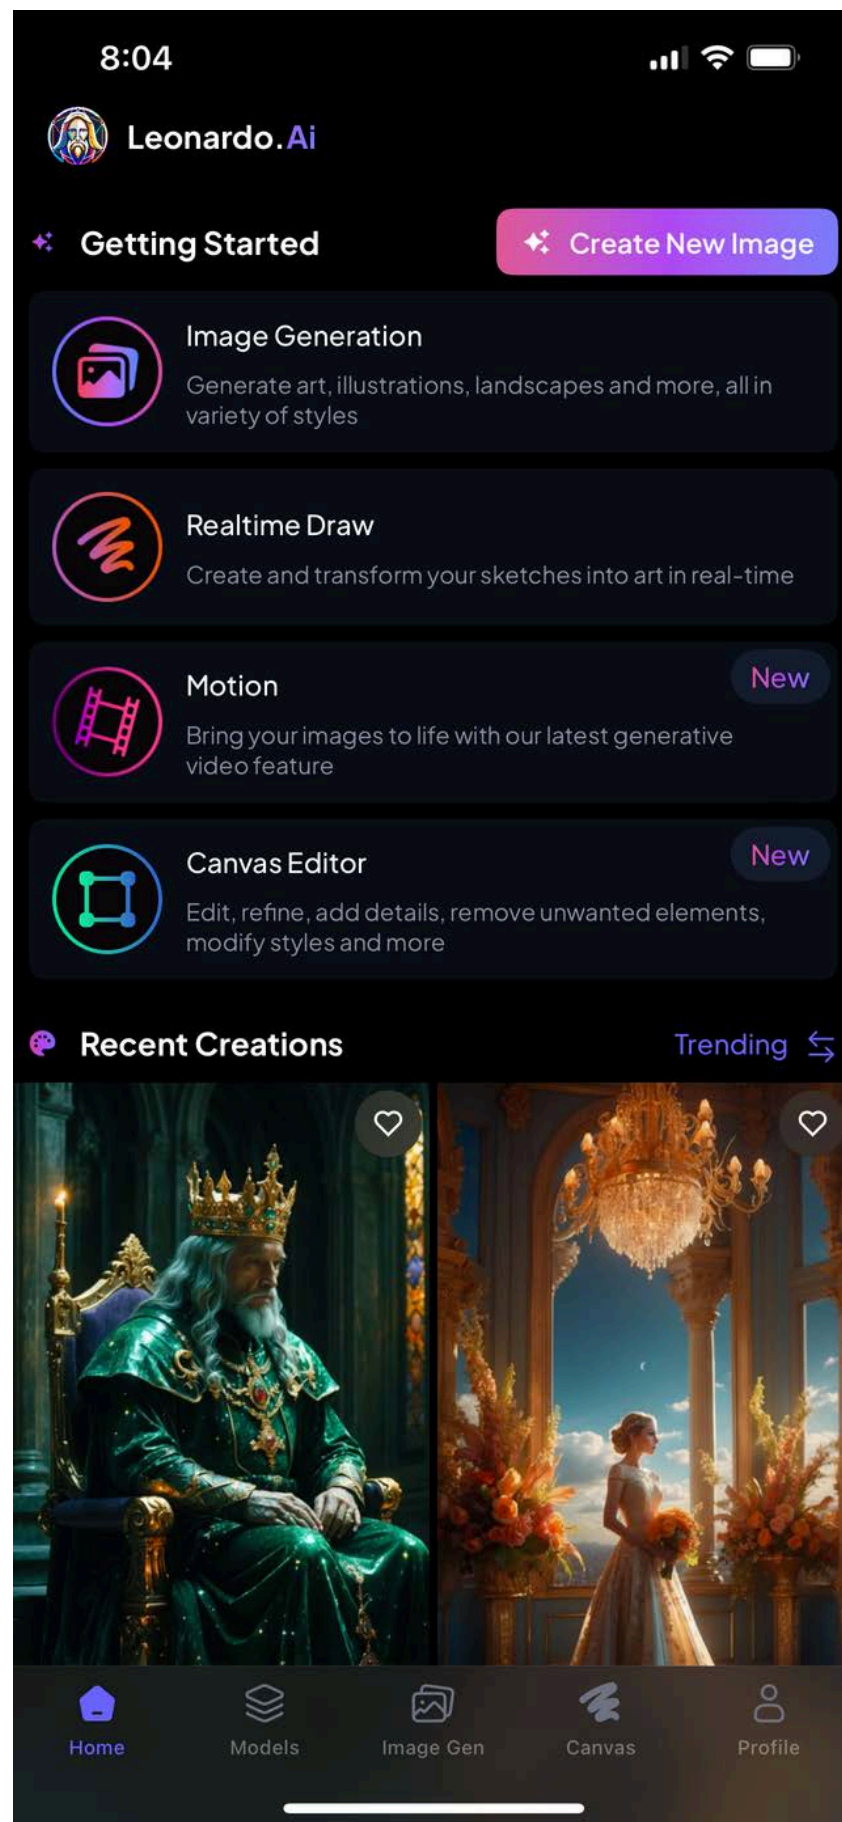 8:04
Leonardo.Ai
Getting Started
Create New Image
Image Generation
Generate art, illustrations, landscapes and more, all in
variety of styles
Realtime Draw
Create and transform your sketches into art in real-time
Motion
New
Bring your images to life with our latest generative
video feature
Canvas Editor
New
Edit, refine, add details, remove unwanted elements,
modify styles and more
Recent Creations
Trending
Home
Models
Image Gen
Canvas
Profile